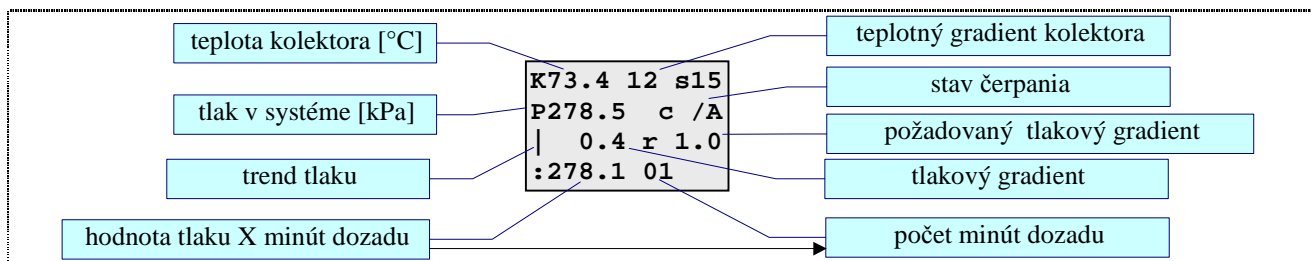 teplota kolektora [°C]
teplotný gradient kolektora
K73.4 12 s15
stav čerpania
P278.5 c /A
tlak v systéme [kPa]
požadovaný tlakový gradient
| 0.4 r 1.0
trend tlaku
:278.1 01
tlakový gradient
hodnota tlaku X minút dozadu
počet minút dozadu